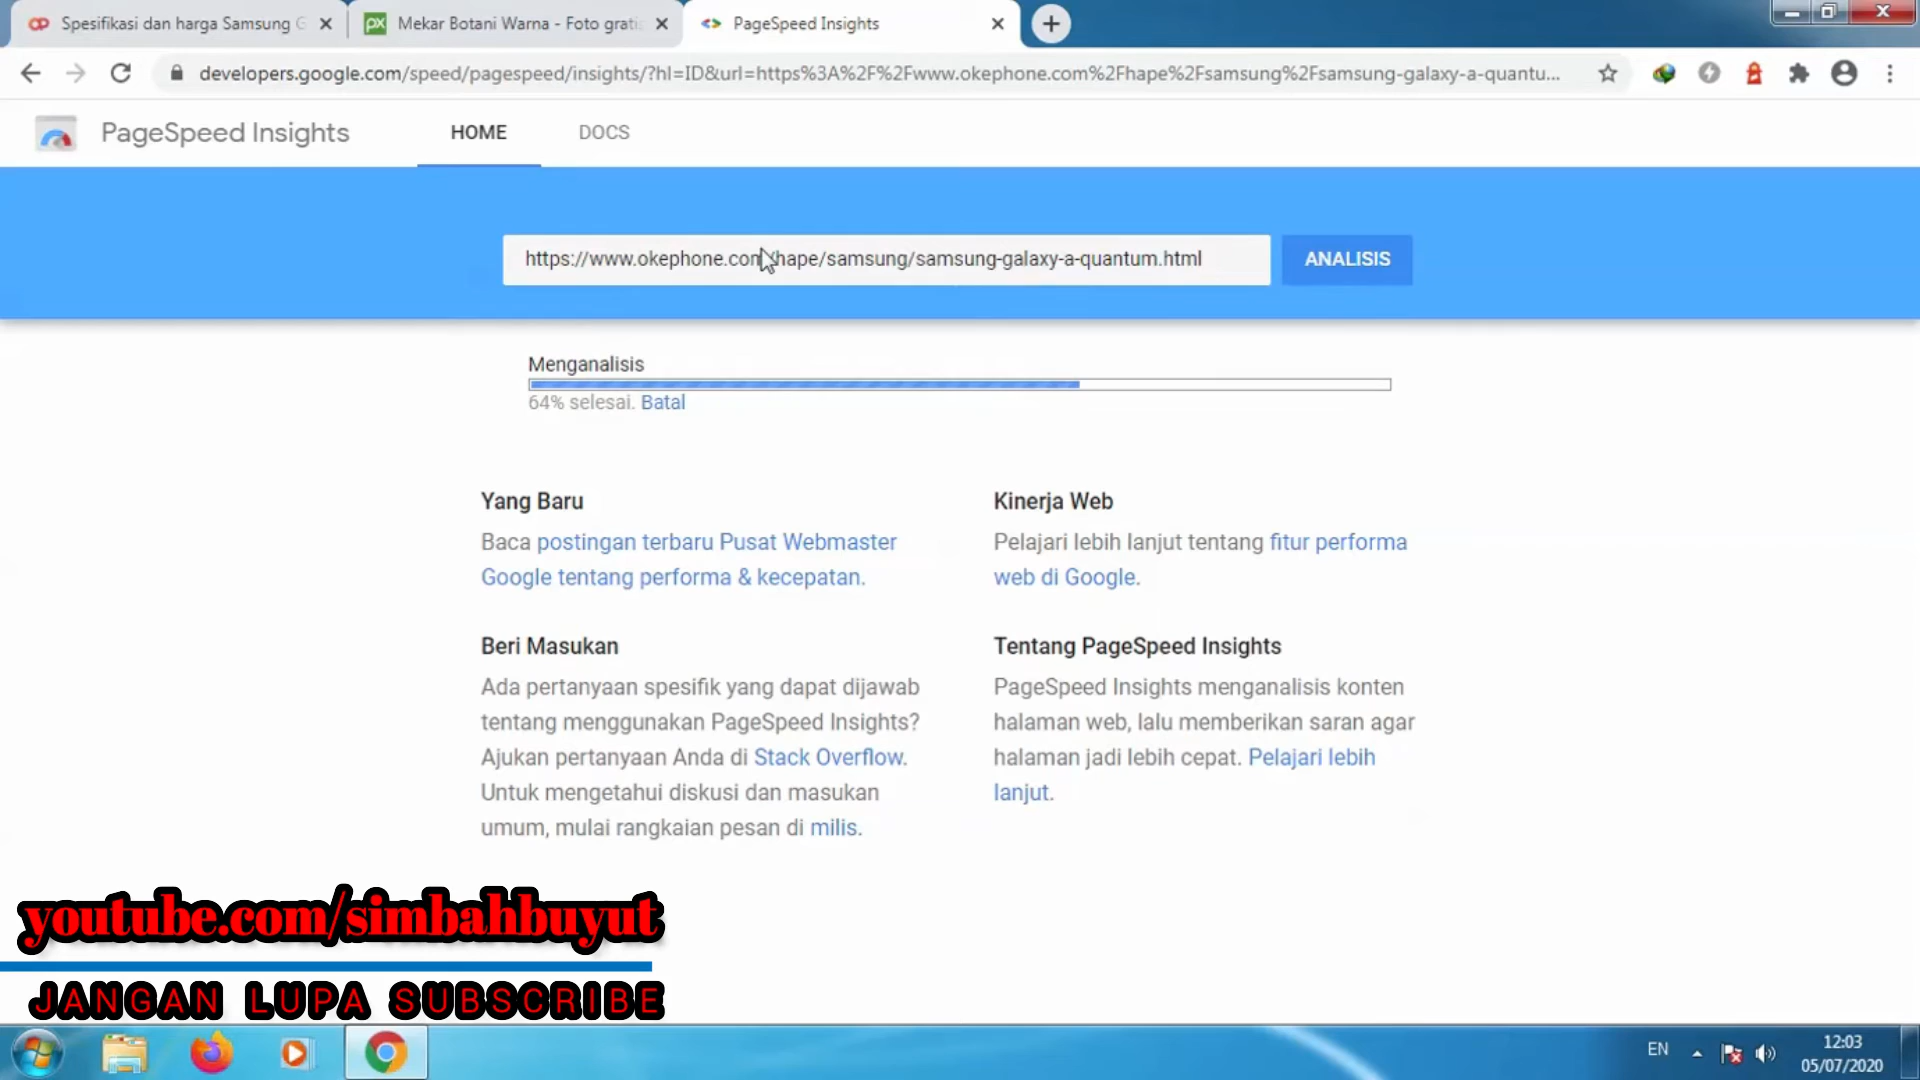 Spesifikasi dan harga Samsung G
Mekar Botani Warna - Foto grati
PageSpeed Insights
developers.google.com/speed/pagespeed/insights/?hl=ID&url=https%3A%2F%2Fwww.okephone.com%2Fhape%2Fsamsung%2Fsamsung-galaxy-a-quantu...
PageSpeed Insights
HOME
DOCS
https://www.okephone.com/hape/samsung/samsung-galaxy-a-quantum.html
ANALISIS
Menganalisis
64% selesai. Batal
Yang Baru
Baca postingan terbaru Pusat Webmaster
Google tentang performa & kecepatan.
Kinerja Web
Pelajari lebih lanjut tentang fitur performa
web di Google.
Beri Masukan
Ada pertanyaan spesifik yang dapat dijawab
tentang menggunakan PageSpeed Insights?
Ajukan pertanyaan Anda di Stack Overflow.
Untuk mengetahui diskusi dan masukan
umum, mulai rangkaian pesan di milis.
Tentang PageSpeed Insights
PageSpeed Insights menganalisis konten
halaman web, lalu memberikan saran agar
halaman jadi lebih cepat. Pelajari lebih
lanjut.
youtube.com/simbahbuyut
JANGAN LUPA SUBSCRIBE
EN
12:03
05/07/2020